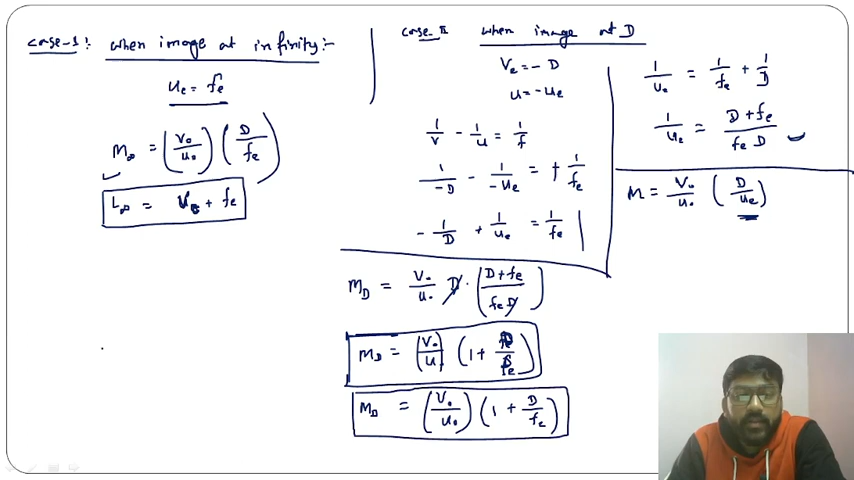 Case-1: when image at infinity:-
ue = fe
M∞ = (vo/uo) (D/fe)
L∞ = vo + fe
Case II when image at D
Ve = - D
u = - ue
1/v - 1/u = 1/f
1/-D - 1/-ue = + 1/fe
- 1/D + 1/ue = 1/fe
1/ue = 1/fe + 1/D
1/ue = D + fe / fe D
M = Vo/uo (D/ue)
MD = Vo/uo D · (D + fe / fe D)
MD = (Vo/u) (1 + D/fe)
MD = (Vo/uo) (1 + D/fe)